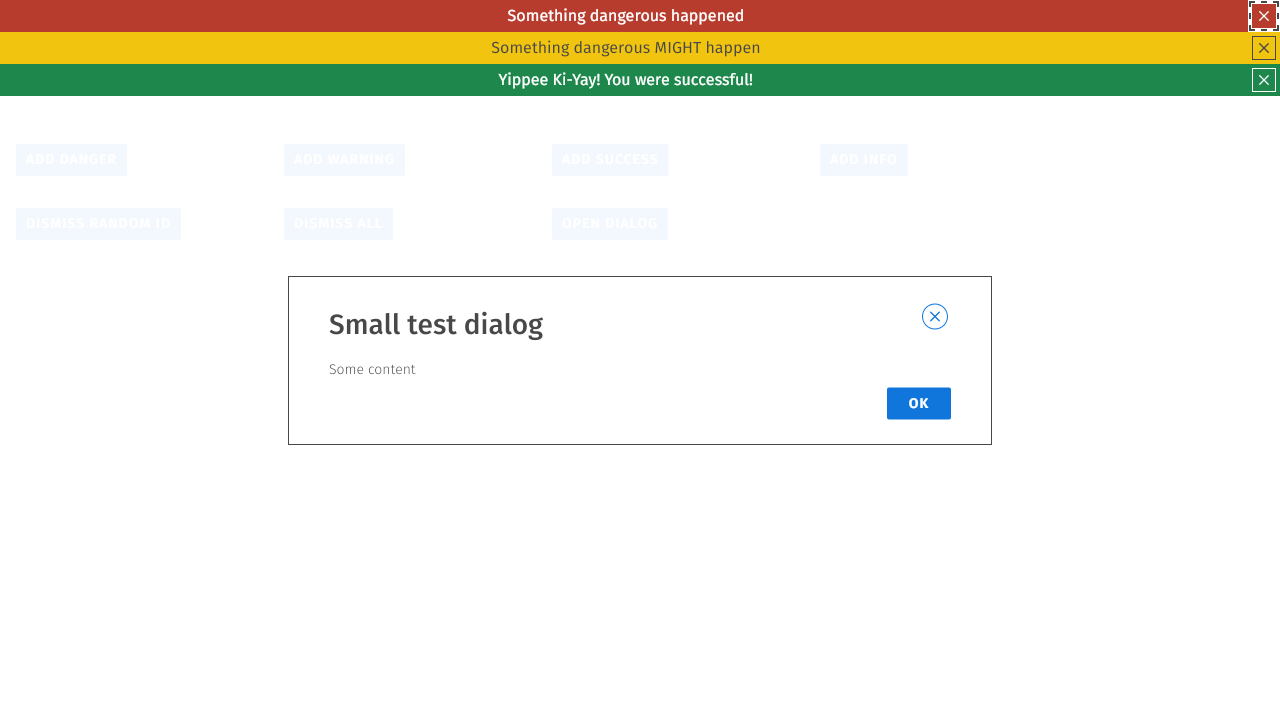 Something dangerous happened
Something dangerous MIGHT happen
Yippee Ki-Yay! You were successful!
ADD DANGER
ADD WARNING
ADD SUCCESS
ADD INFO
DISMISS RANDOM ID
DISMISS ALL
OPEN DIALOG
Small test dialog
Some content
OK